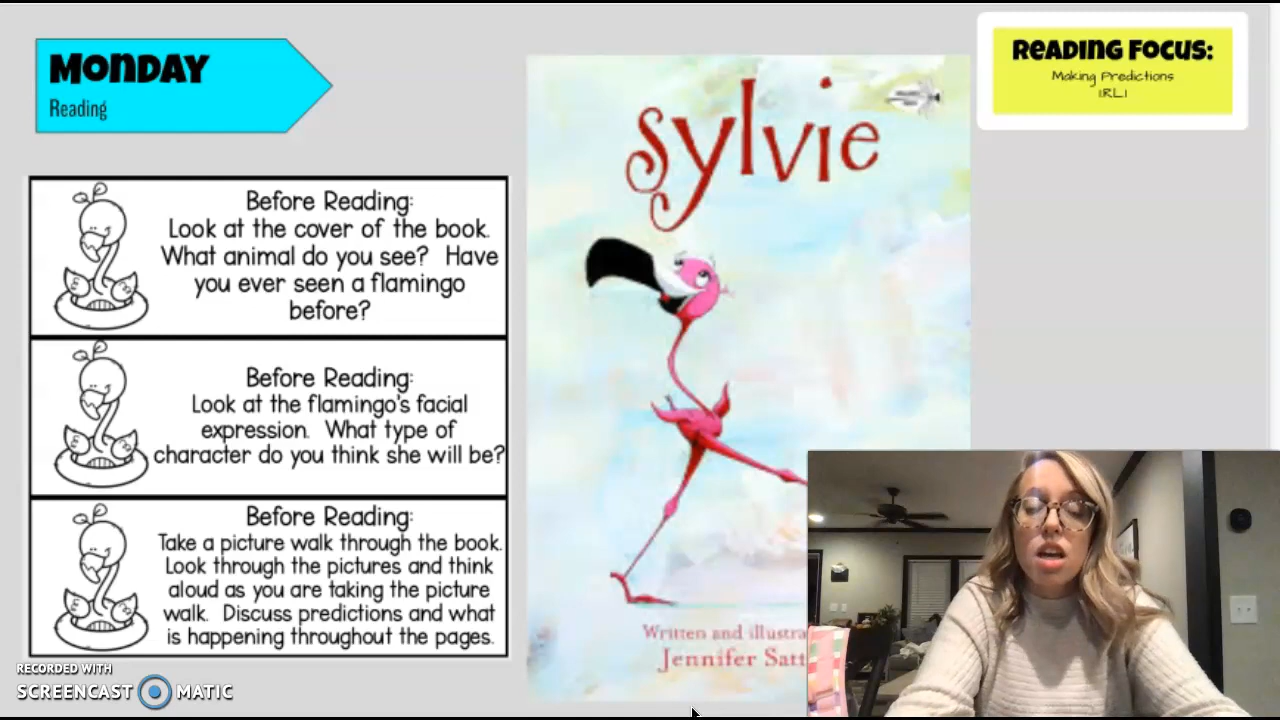 Monday
Reading
Reading Focus:
Making Predictions
1.RL.1
Before Reading:
Look at the cover of the book.
What animal do you see? Have
you ever seen a flamingo
before?
Before Reading:
Look at the flamingo's facial
expression. What type of
character do you think she will be?
Before Reading:
Take a picture walk through the book.
Look through the pictures and think
aloud as you are taking the picture
walk. Discuss predictions and what
is happening throughout the pages.
sylvie
Written and illustra
Jennifer Satt
RECORDED WITH
SCREENCAST MATIC